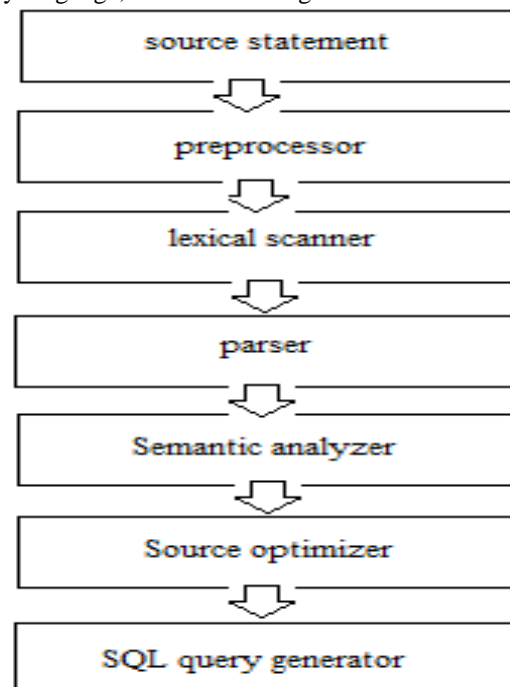 source statement
preprocessor
lexical scanner
parser
Semantic analyzer
Source optimizer
SQL query generator